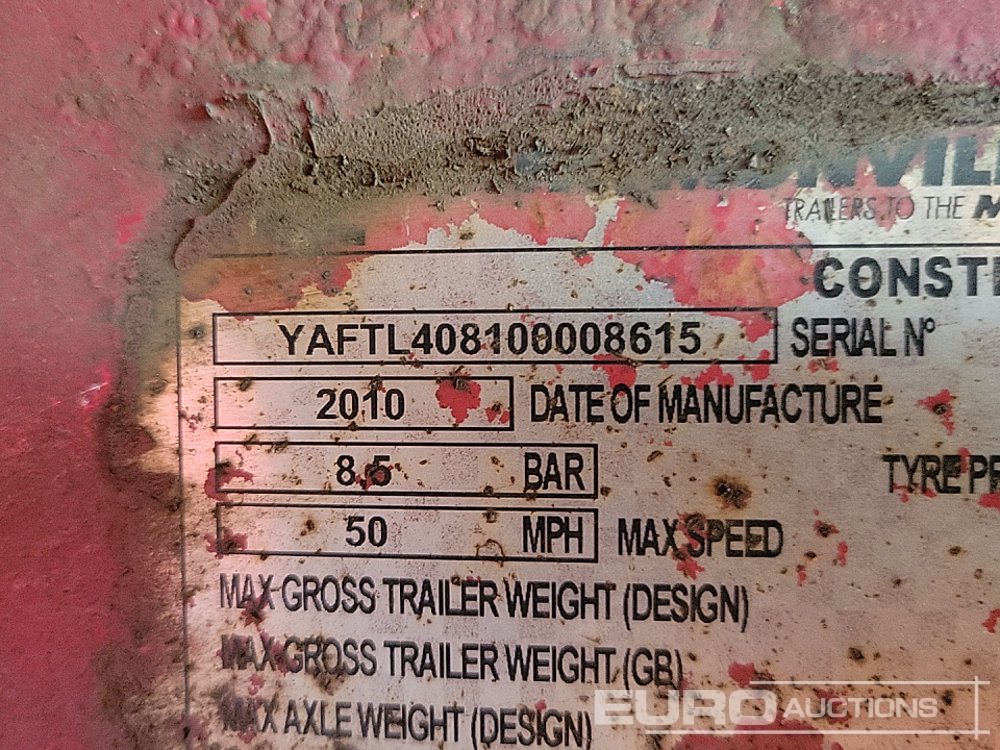 TRAILERS TO THE
CONST
YAFTL408100008615 SERIAL Nº
2010 DATE OF MANUFACTURE
8.5 BAR TYRE PR
50 MPH MAX SPEED
MAX GROSS TRAILER WEIGHT (DESIGN)
MAX GROSS TRAILER WEIGHT (GB)
MAX AXLE WEIGHT (DESIGN)
EURO AUCTIONS